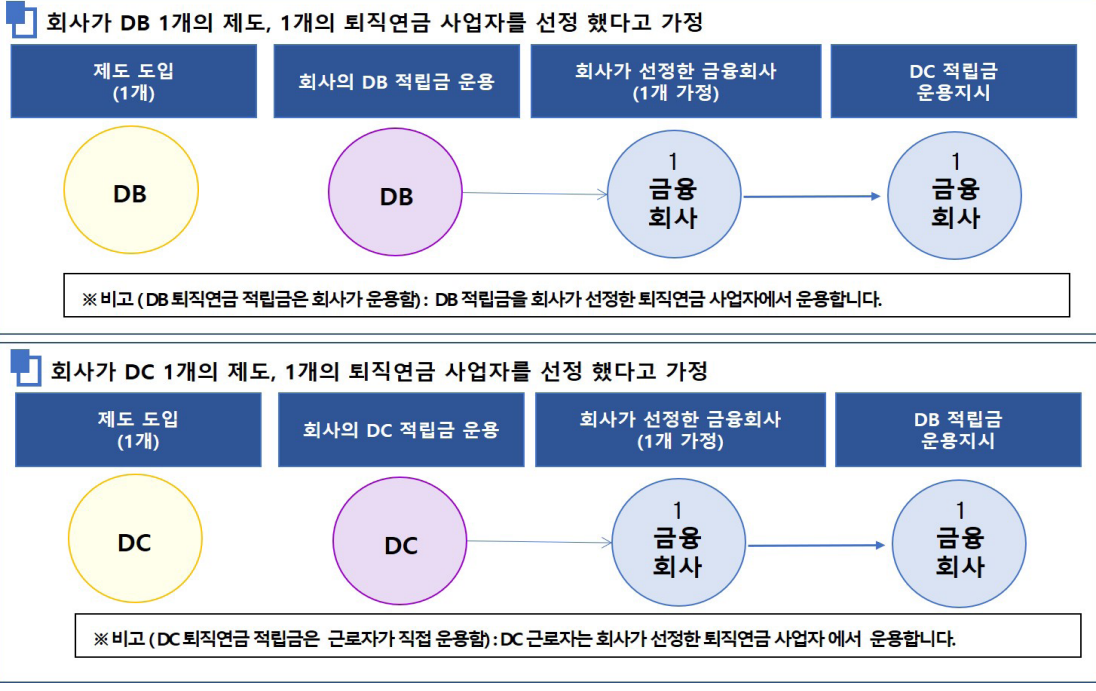 회사가 DB 1개의 제도, 1개의 퇴직연금 사업자를 선정 했다고 가정
제도 도입
(1개)
회사의 DB 적립금 운용
회사가 선정한 금융회사
(1개 가정)
DC 적립금
운용지시
DB
DB
1
금융
회사
1
금융
회사
※ 비고 ( DB 퇴직연금 적립금은 회사가 운용함) : DB 적립금을 회사가 선정한 퇴직연금 사업자에서 운용합니다.
회사가 DC 1개의 제도, 1개의 퇴직연금 사업자를 선정 했다고 가정
제도 도입
(1개)
회사의 DC 적립금 운용
회사가 선정한 금융회사
(1개 가정)
DB 적립금
운용지시
DC
DC
1
금융
회사
1
금융
회사
※ 비고 ( DC 퇴직연금 적립금은 근로자가 직접 운용함) : DC 근로자는 회사가 선정한 퇴직연금 사업자 에서 운용합니다.